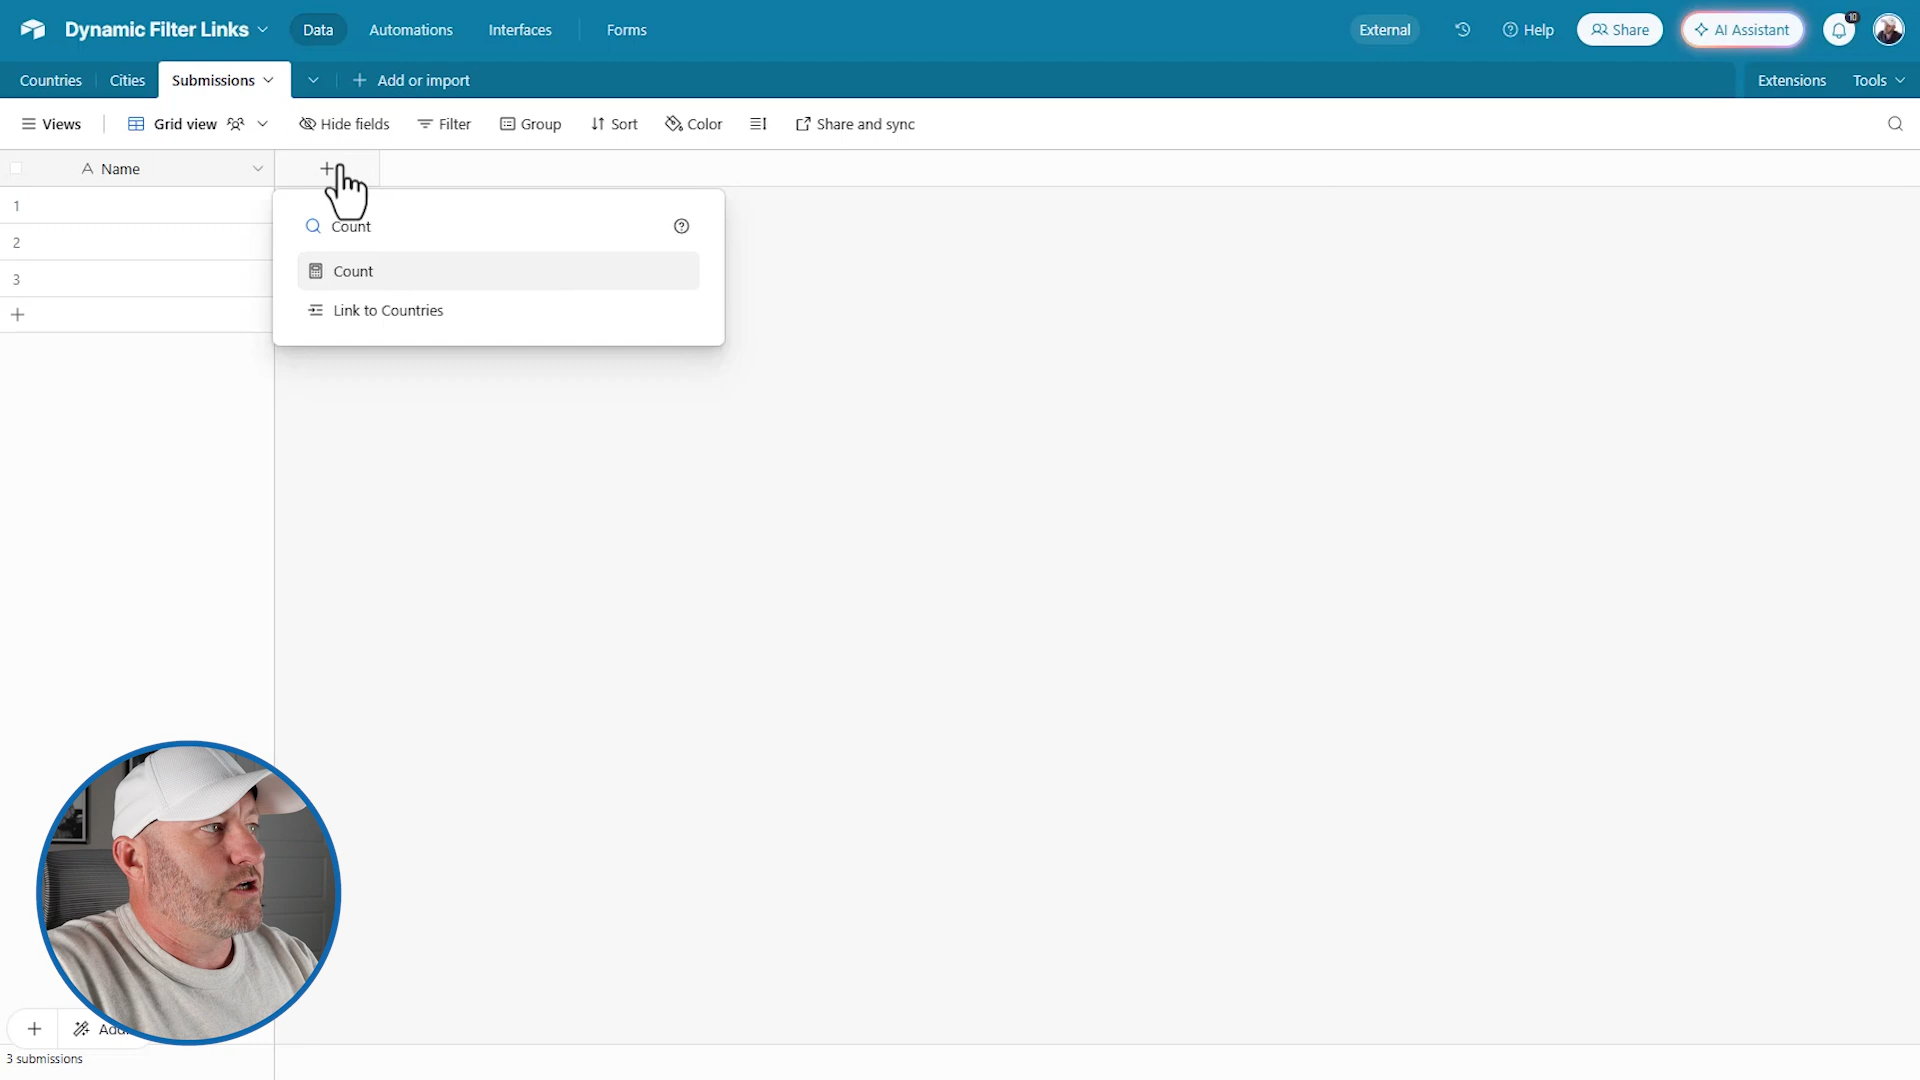 Dynamic Filter Links
Data
Automations
Interfaces
Forms
External
Help
Share
AI Assistant
10
Countries
Cities
Submissions
Add or import
Extensions
Tools
Views
Grid view
Hide fields
Filter
Group
Sort
Color
Share and sync
A Name
Count
1
2
3
Count
Link to Countries
3 submissions